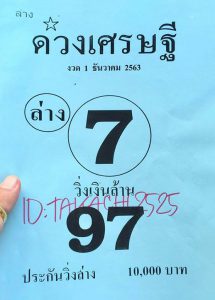 ล่าง
ดวงเศรษฐี
งวด 1 ธันวาคม 2563
ล่าง
7
วิ่งเงินล้าน
ID:TAKACHI2525
97
ประกันวิ่งล่าง 10,000 บาท